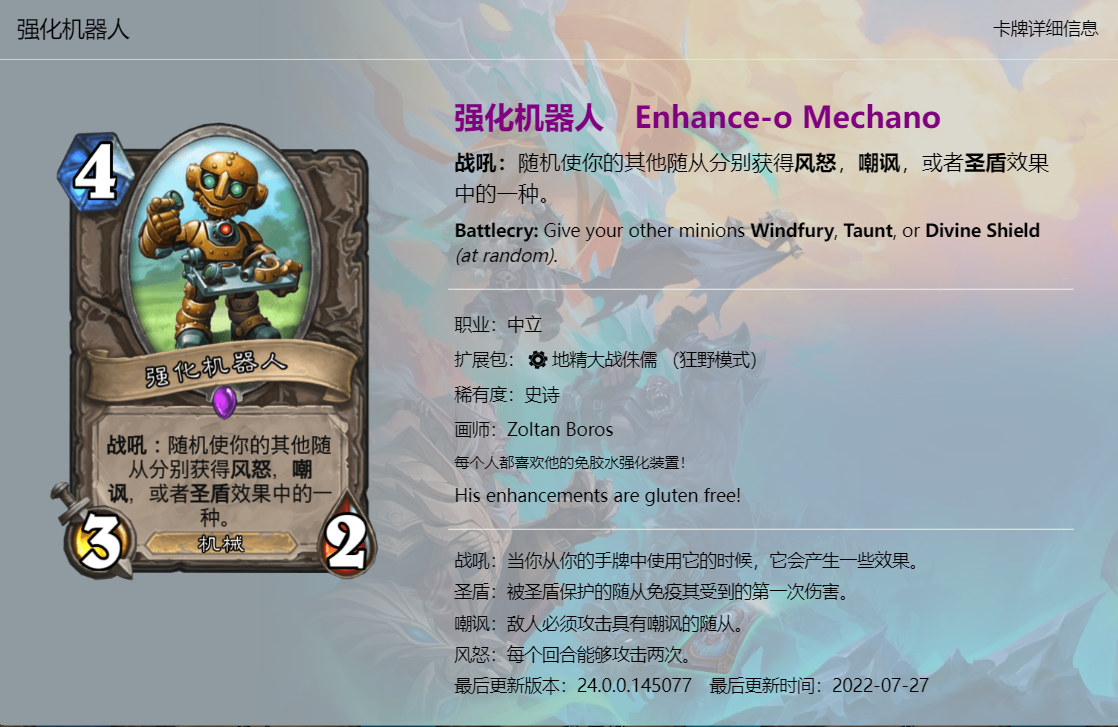 强化机器人
卡牌详细信息
强化机器人 Enhance-o Mechano
战吼：随机使你的其他随从分别获得风怒，嘲讽，或者圣盾效果
中的一种。
Battlecry: Give your other minions Windfury, Taunt, or Divine Shield
(at random).
职业：中立
扩展包： 地精大战侏儒 （狂野模式）
稀有度：史诗
画师：Zoltan Boros
每个人都喜欢他的免胶水强化装置！
His enhancements are gluten free!
战吼：当你从你的手牌中使用它的时候，它会产生一些效果。
圣盾：被圣盾保护的随从免疫其受到的第一次伤害。
嘲讽：敌人必须攻击具有嘲讽的随从。
风怒：每个回合能够攻击两次。
最后更新版本：24.0.0.145077 最后更新时间：2022-07-27
4
强化机器人
战吼：随机使你的其他随
从分别获得风怒，嘲
讽，或者圣盾效果中的一
种。
3
机械
2